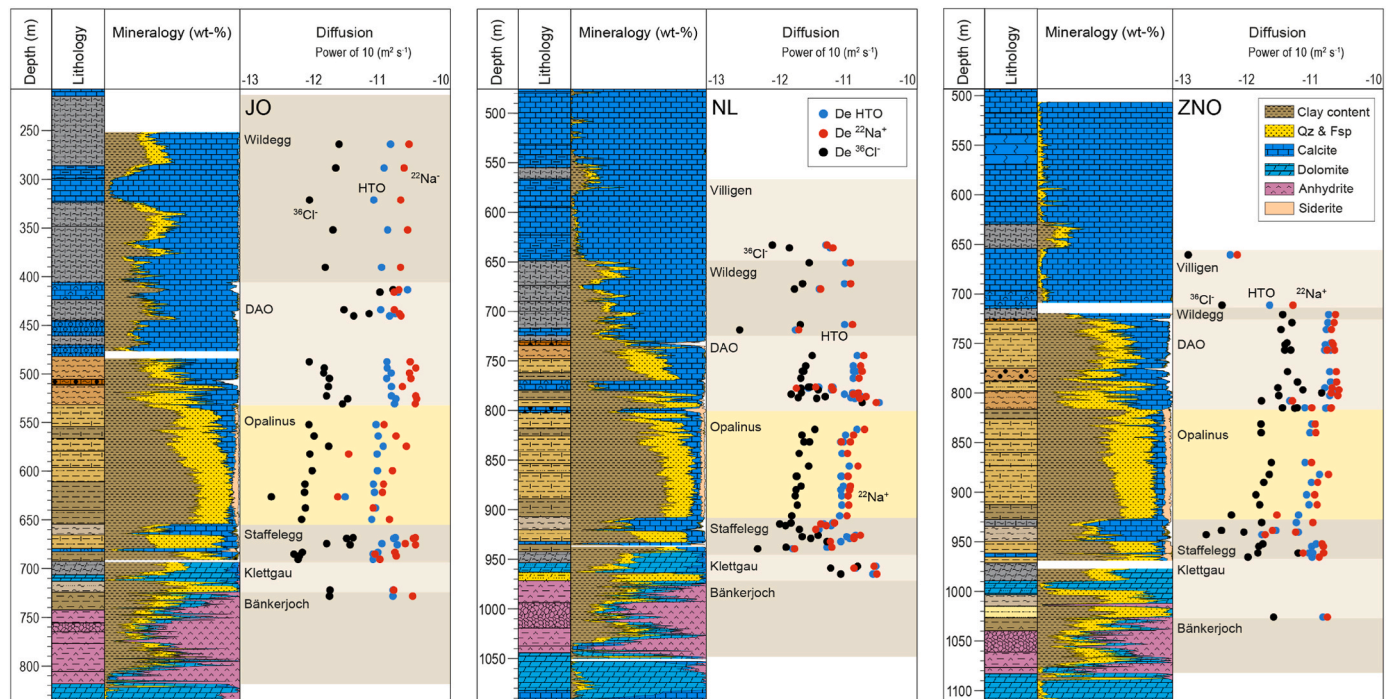 Depth (m)
Lithology
Mineralogy (wt-%)
Diffusion
Power of 10 (m² s⁻¹)
-13
-12
-11
-10
JO
250
300
350
400
450
500
550
600
650
700
750
800
Wildegg
HTO
²²Na⁻
³⁶Cl⁻
DAO
Opalinus
Staffelegg
Klettgau
Bänkerjoch
Depth (m)
Lithology
Mineralogy (wt-%)
Diffusion
Power of 10 (m² s⁻¹)
-13
-12
-11
-10
NL
De HTO
De ²²Na⁺
De ³⁶Cl⁻
500
550
600
650
700
750
800
850
900
950
1000
1050
Villigen
³⁶Cl⁻
Wildegg
HTO
DAO
Opalinus
²²Na⁺
Staffelegg
Klettgau
Bänkerjoch
Depth (m)
Lithology
Mineralogy (wt-%)
Diffusion
Power of 10 (m² s⁻¹)
-13
-12
-11
-10
ZNO
Clay content
Qz & Fsp
Calcite
Dolomite
Anhydrite
Siderite
500
550
600
650
700
750
800
850
900
950
1000
1050
1100
Villigen
³⁶Cl⁻
HTO
²²Na⁺
Wildegg
DAO
Opalinus
Staffelegg
Klettgau
Bänkerjoch